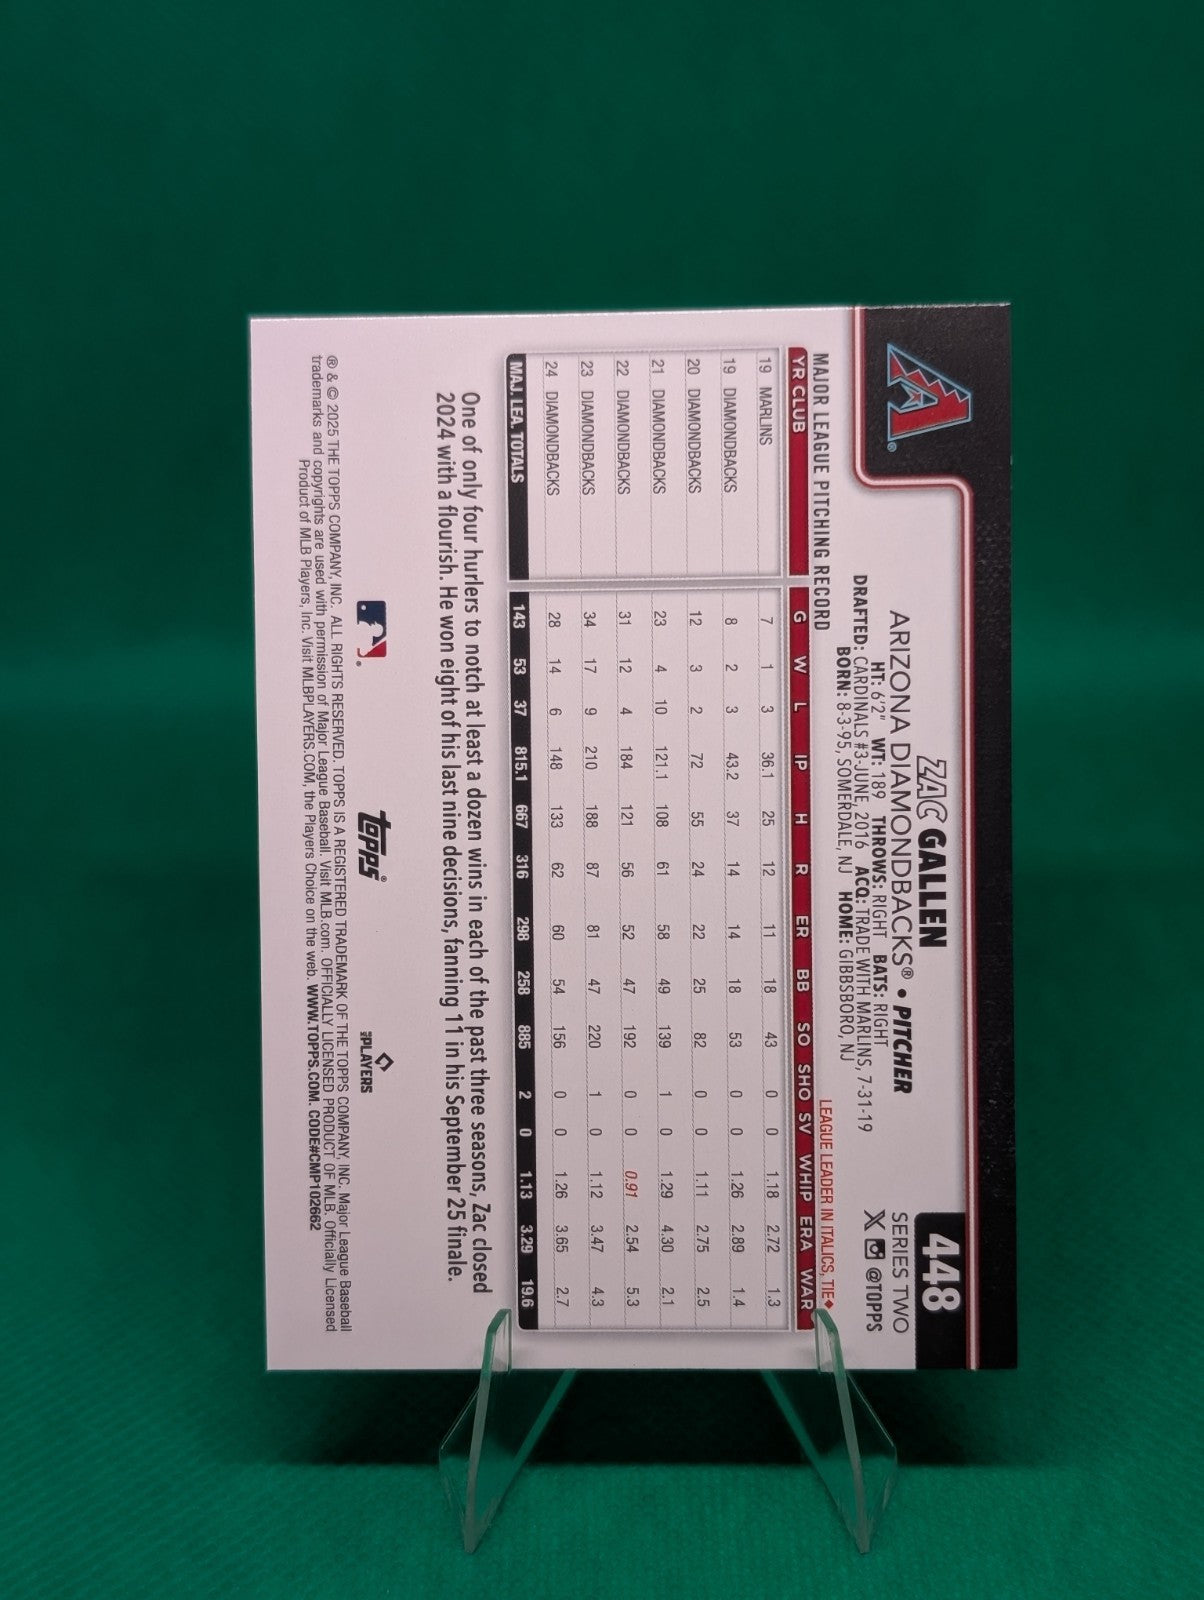 448
ZAC GALLEN
ARIZONA DIAMONDBACKS® • PITCHER
SERIES TWO
HT: 6'2" WT: 189 THROWS: RIGHT BATS: RIGHT
@TOPPS
DRAFTED: CARDINALS #3-JUNE, 2016 ACQ: TRADE WITH MARLINS, 7-31-19
BORN: 8-3-95, SOMERDALE, NJ HOME: GIBBSBORO, NJ
MAJOR LEAGUE PITCHING RECORD LEAGUE LEADER IN ITALICS, TIE♦
YR CLUB G W L IP H R ER BB SO SHO SV WHIP ERA WAR
19 MARLINS 7 1 3 36.1 25 12 11 18 43 0 0 1.18 2.72 1.3
19 DIAMONDBACKS 8 2 3 43.2 37 14 14 18 53 0 0 1.26 2.89 1.4
20 DIAMONDBACKS 12 3 2 72 55 24 22 25 82 0 0 1.11 2.75 2.5
21 DIAMONDBACKS 23 4 10 121.1 108 61 58 49 139 1 0 1.29 4.30 2.1
22 DIAMONDBACKS 31 12 4 184 121 56 52 47 192 0 0 0.91 2.54 5.3
23 DIAMONDBACKS 34 17 9 210 188 87 81 47 220 1 0 1.12 3.47 4.3
24 DIAMONDBACKS 28 14 6 148 133 62 60 54 156 0 0 1.26 3.65 2.7
MAJ. LEA. TOTALS 143 53 37 815.1 667 316 298 258 885 2 0 1.13 3.29 19.6
One of only four hurlers to notch at least a dozen wins in each of the past three seasons, Zac closed
2024 with a flourish. He won eight of his last nine decisions, fanning 11 in his September 25 finale.
topps®
MLB PLAYERS
® & © 2025 THE TOPPS COMPANY, INC. ALL RIGHTS RESERVED. TOPPS IS A REGISTERED TRADEMARK OF THE TOPPS COMPANY, INC. Major League Baseball
trademarks and copyrights are used with permission of Major League Baseball. Visit MLB.com. OFFICIALLY LICENSED PRODUCT OF MLB. Officially Licensed
Product of MLB Players, Inc. Visit MLBPLAYERS.COM, the Players Choice on the web. WWW.TOPPS.COM. CODE#CMP102662